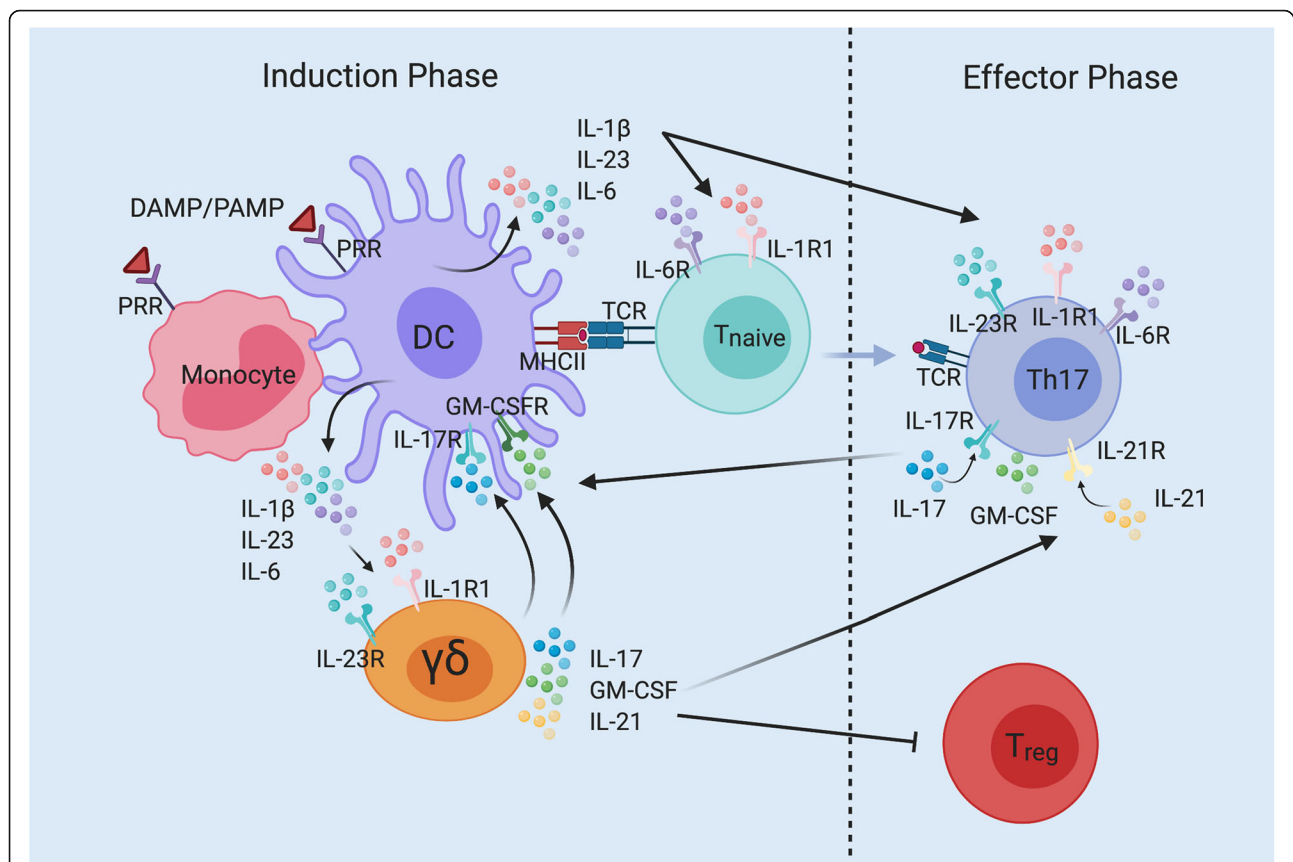 Induction Phase
Effector Phase
IL-1β
IL-23
IL-6
DAMP/PAMP
PRR
PRR
IL-6R
IL-1R1
TCR
MHCII
DC
Tnaive
Monocyte
GM-CSFR
IL-17R
IL-23R
IL-1R1
IL-6R
TCR
Th17
IL-17R
IL-21R
IL-17
GM-CSF
IL-21
IL-1β
IL-23
IL-6
IL-1R1
IL-23R
γδ
IL-17
GM-CSF
IL-21
Treg